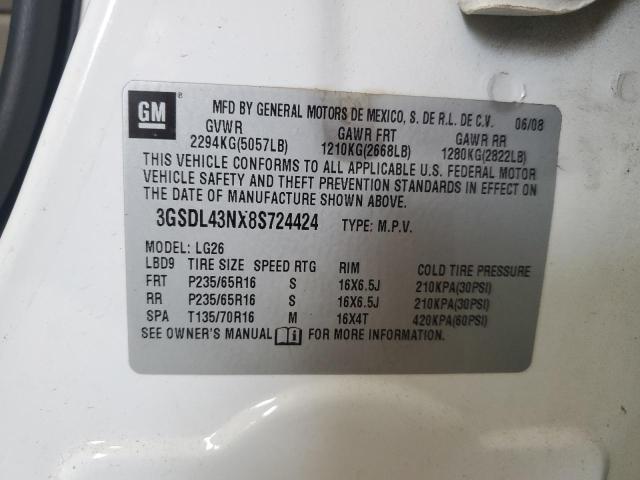 GM ® MFD BY GENERAL MOTORS DE MEXICO, S. DE R.L. DE C.V. 06/08
GVWR GAWR FRT GAWR RR
2294KG(5057LB) 1210KG(2668LB) 1280KG(2822LB)
THIS VEHICLE CONFORMS TO ALL APPLICABLE U.S. FEDERAL MOTOR
VEHICLE SAFETY AND THEFT PREVENTION STANDARDS IN EFFECT ON
THE DATE OF MANUFACTURE SHOWN ABOVE.
3GSDL43NX8S724424 TYPE: M.P.V.
MODEL: LG26
LBD9 TIRE SIZE SPEED RTG RIM COLD TIRE PRESSURE
FRT P235/65R16 S 16X6.5J 210KPA(30PSI)
RR P235/65R16 S 16X6.5J 210KPA(30PSI)
SPA T135/70R16 M 16X4T 420KPA(60PSI)
SEE OWNER'S MANUAL i FOR MORE INFORMATION.